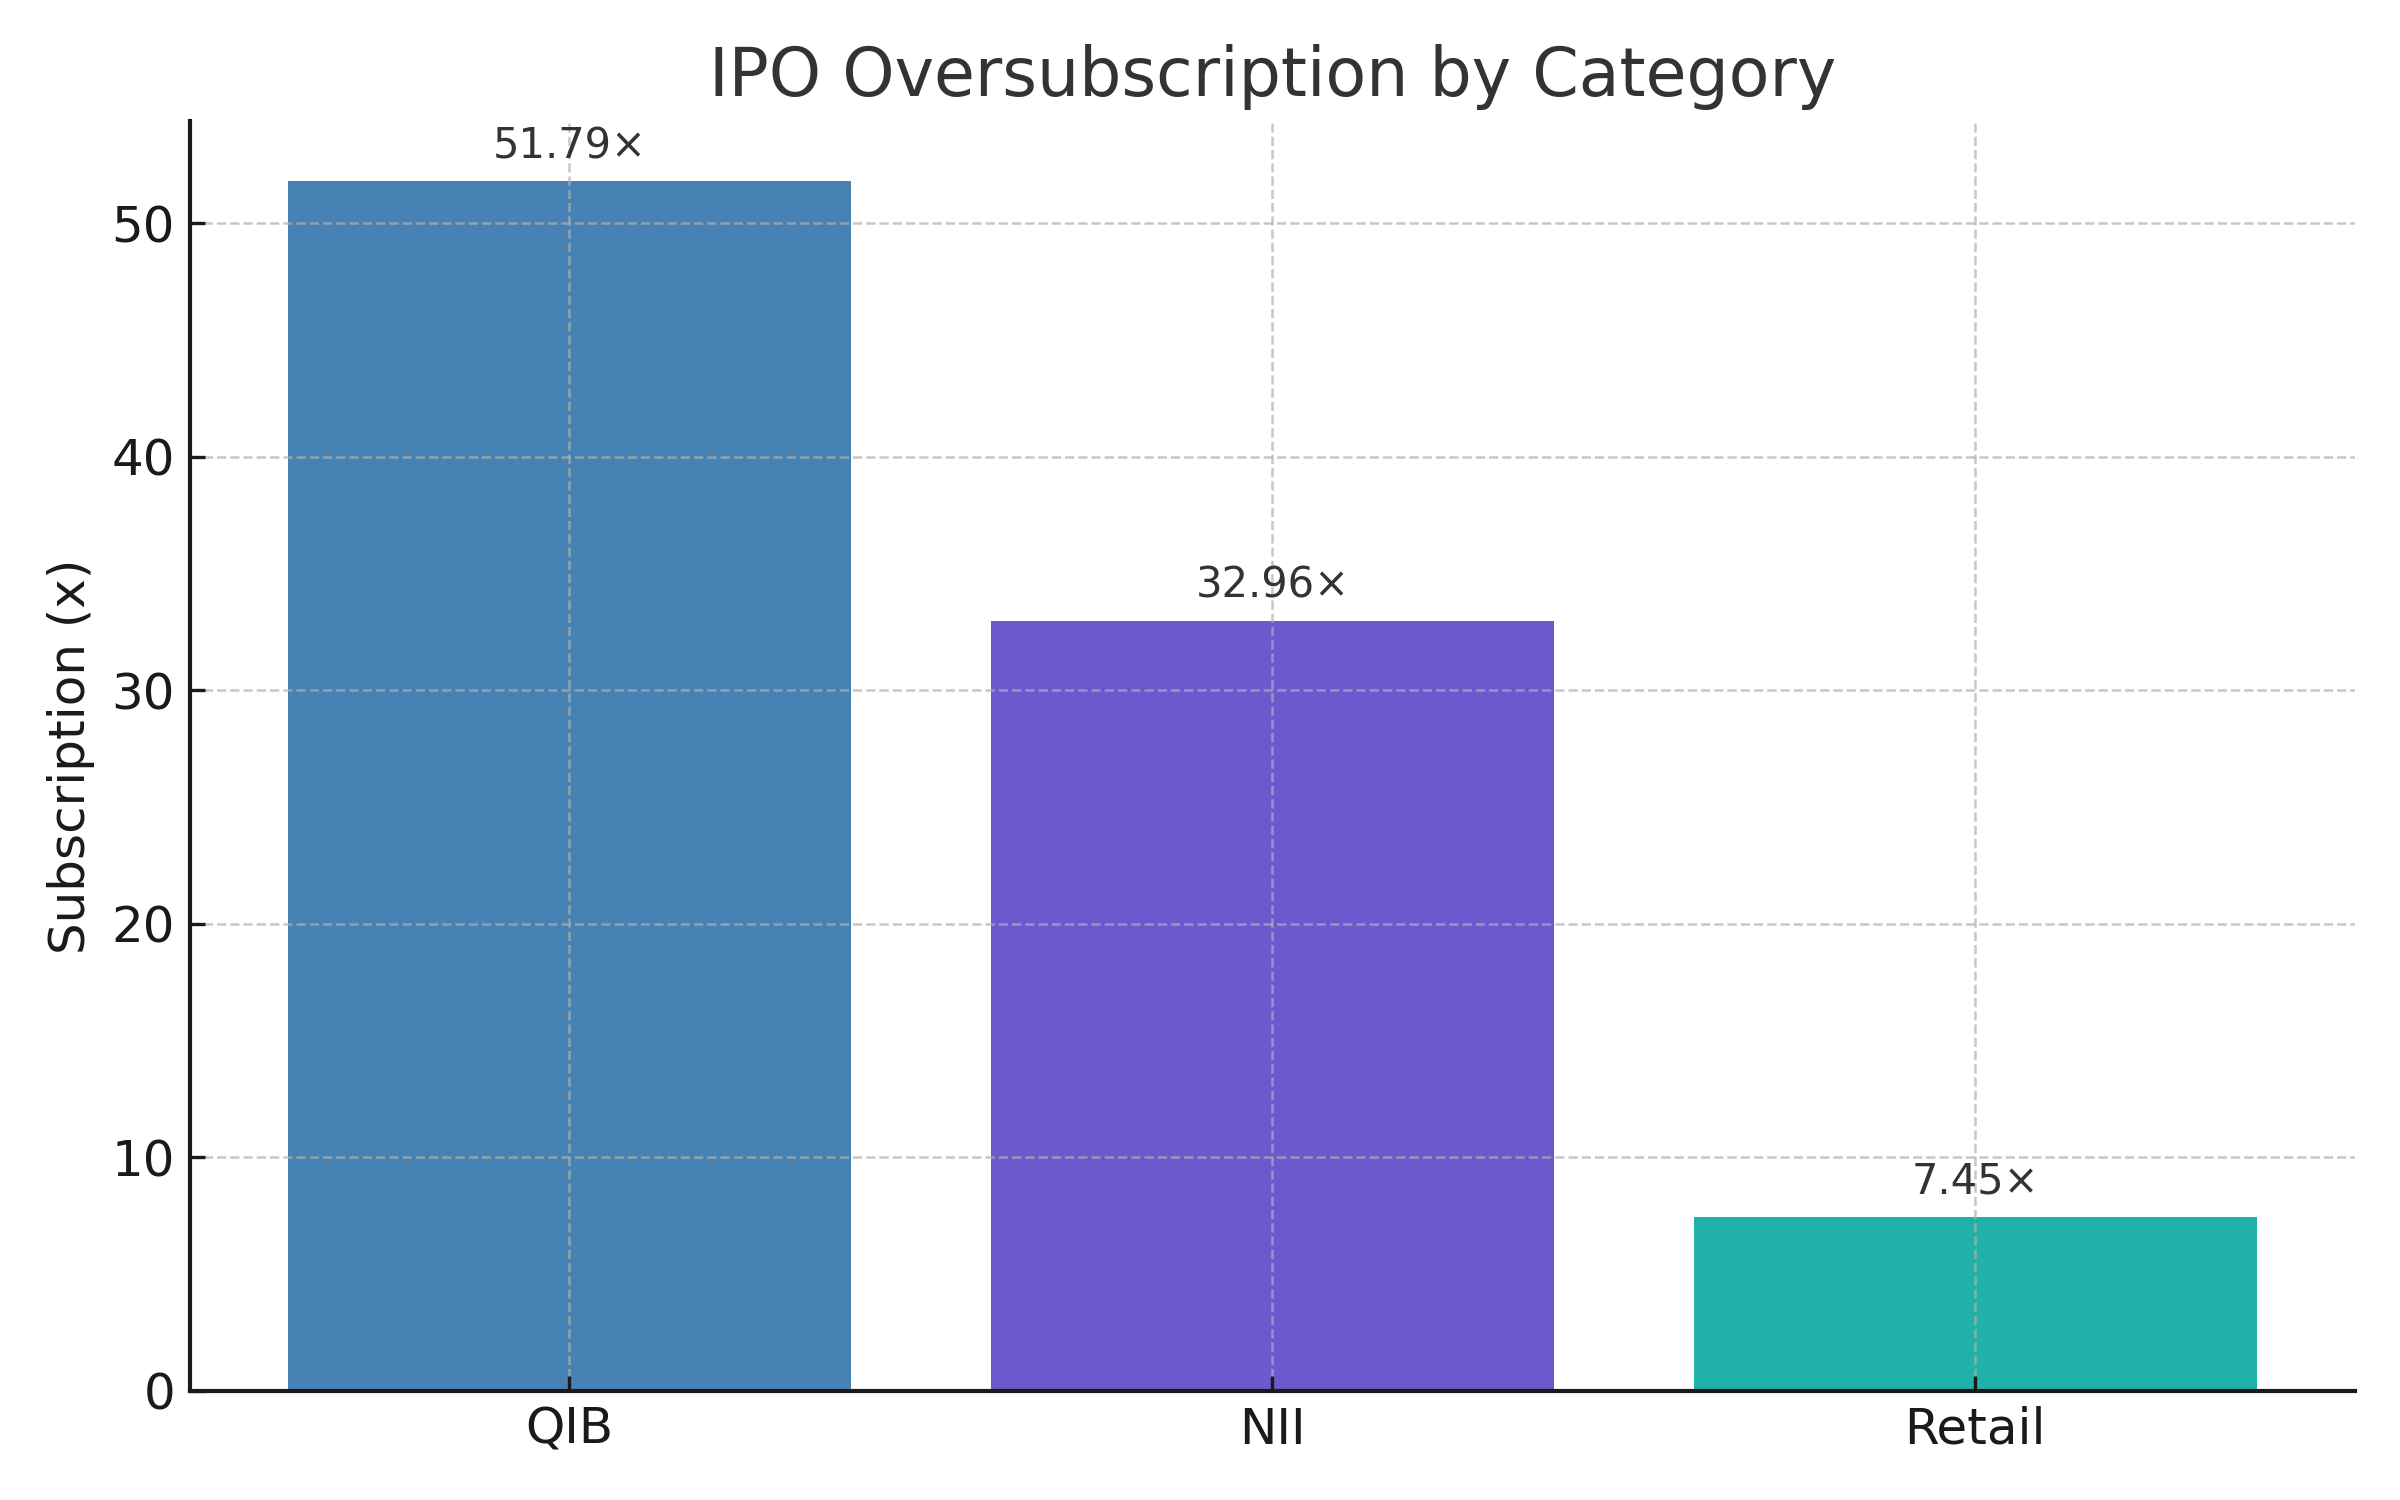 IPO Oversubscription by Category
51.79×
50
40
32.96×
30
20
10
7.45×
0
Subscription (x)
QIB
NII
Retail